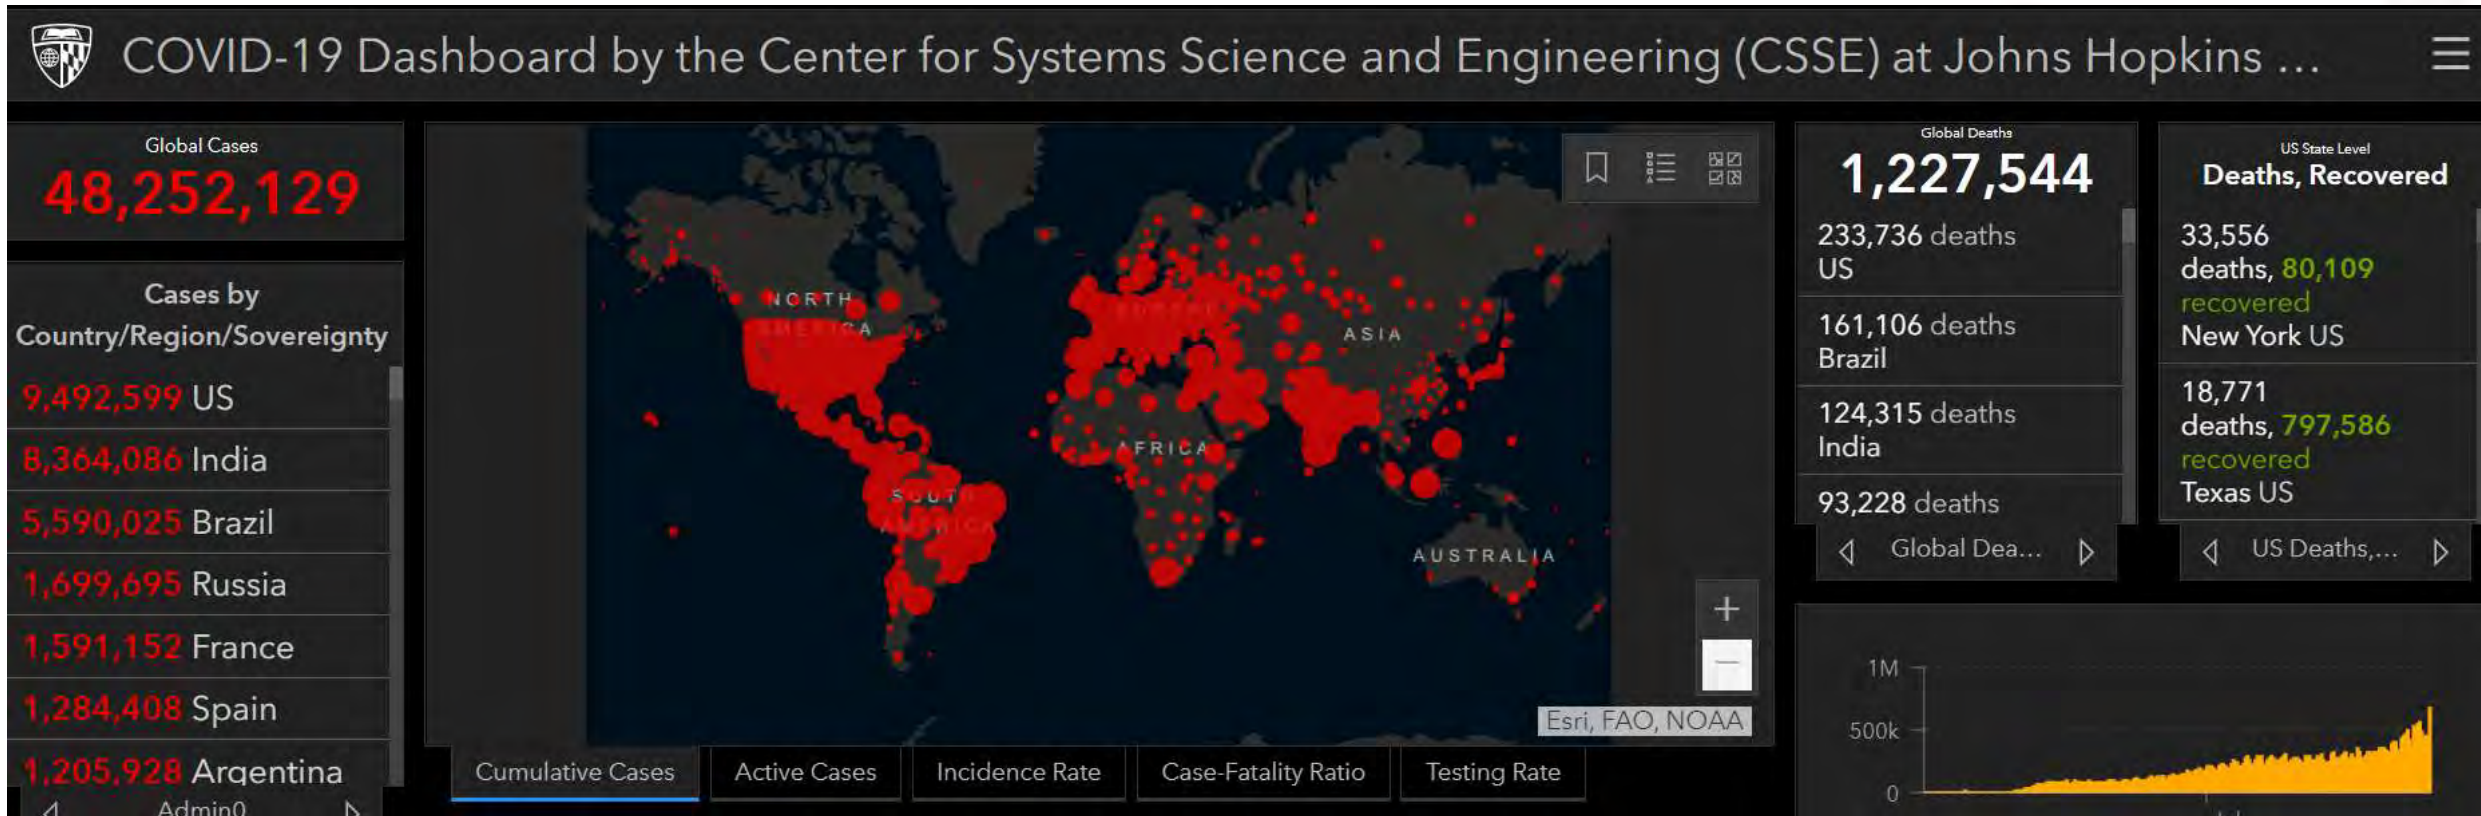 COVID-19 Dashboard by the Center for Systems Science and Engineering (CSSE) at Johns Hopkins ...
Global Cases
48,252,129
Cases by
Country/Region/Sovereignty
9,492,599 US
8,364,086 India
5,590,025 Brazil
1,699,695 Russia
1,591,152 France
1,284,408 Spain
1,205,928 Argentina
Admin0
NORTH
AMERICA
SOUTH
AMERICA
EUROPE
AFRICA
ASIA
AUSTRALIA
+
−
Esri, FAO, NOAA
Cumulative Cases
Active Cases
Incidence Rate
Case-Fatality Ratio
Testing Rate
Global Deaths
1,227,544
233,736 deaths
US
161,106 deaths
Brazil
124,315 deaths
India
93,228 deaths
Global Dea...
US State Level
Deaths, Recovered
33,556
deaths, 80,109
recovered
New York US
18,771
deaths, 797,586
recovered
Texas US
US Deaths,...
1M
500k
0